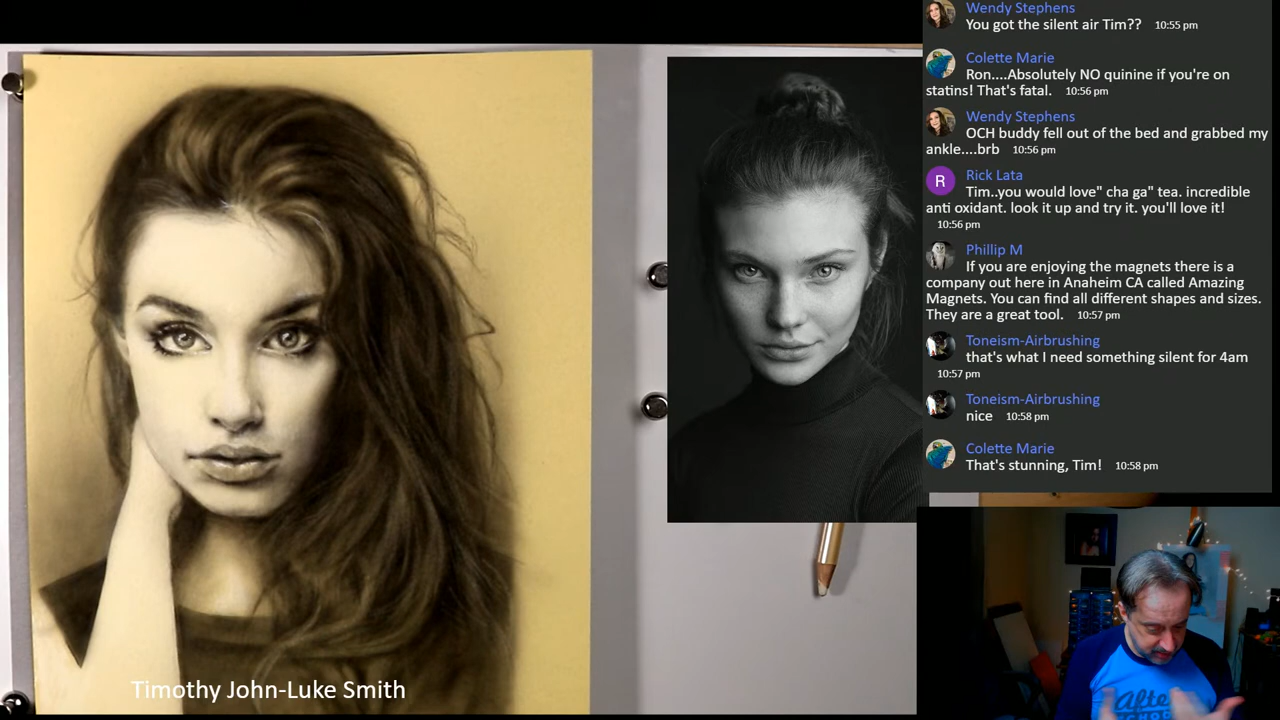 Wendy Stephens
You got the silent air Tim?? 10:55 pm
Colette Marie
Ron....Absolutely NO quinine if you're on
statins! That's fatal. 10:56 pm
Wendy Stephens
OCH buddy fell out of the bed and grabbed my
ankle....brb 10:56 pm
R
Rick Lata
Tim..you would love" cha ga" tea. incredible
anti oxidant. look it up and try it. you'll love it!
10:56 pm
Phillip M
If you are enjoying the magnets there is a
company out here in Anaheim CA called Amazing
Magnets. You can find all different shapes and sizes.
They are a great tool. 10:57 pm
Toneism-Airbrushing
that's what I need something silent for 4am
10:57 pm
Toneism-Airbrushing
nice 10:58 pm
Colette Marie
That's stunning, Tim! 10:58 pm
Timothy John-Luke Smith
After